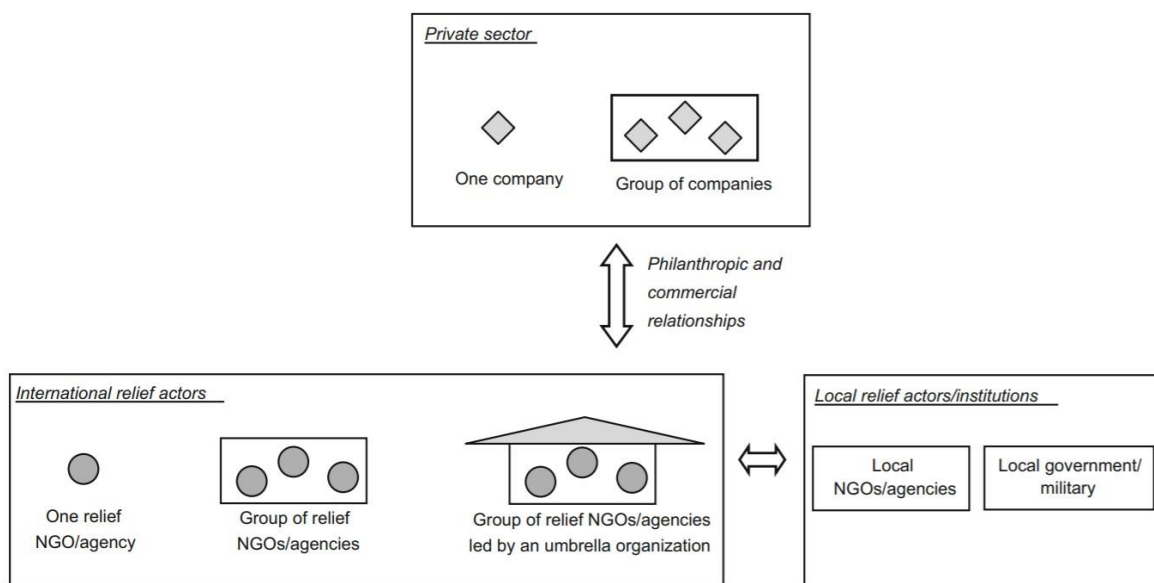 Private sector
One company
Group of companies
Philanthropic and
commercial
relationships
International relief actors
One relief
NGO/agency
Group of relief
NGOs/agencies
Group of relief NGOs/agencies
led by an umbrella organization
Local relief actors/institutions
Local
NGOs/agencies
Local government/
military